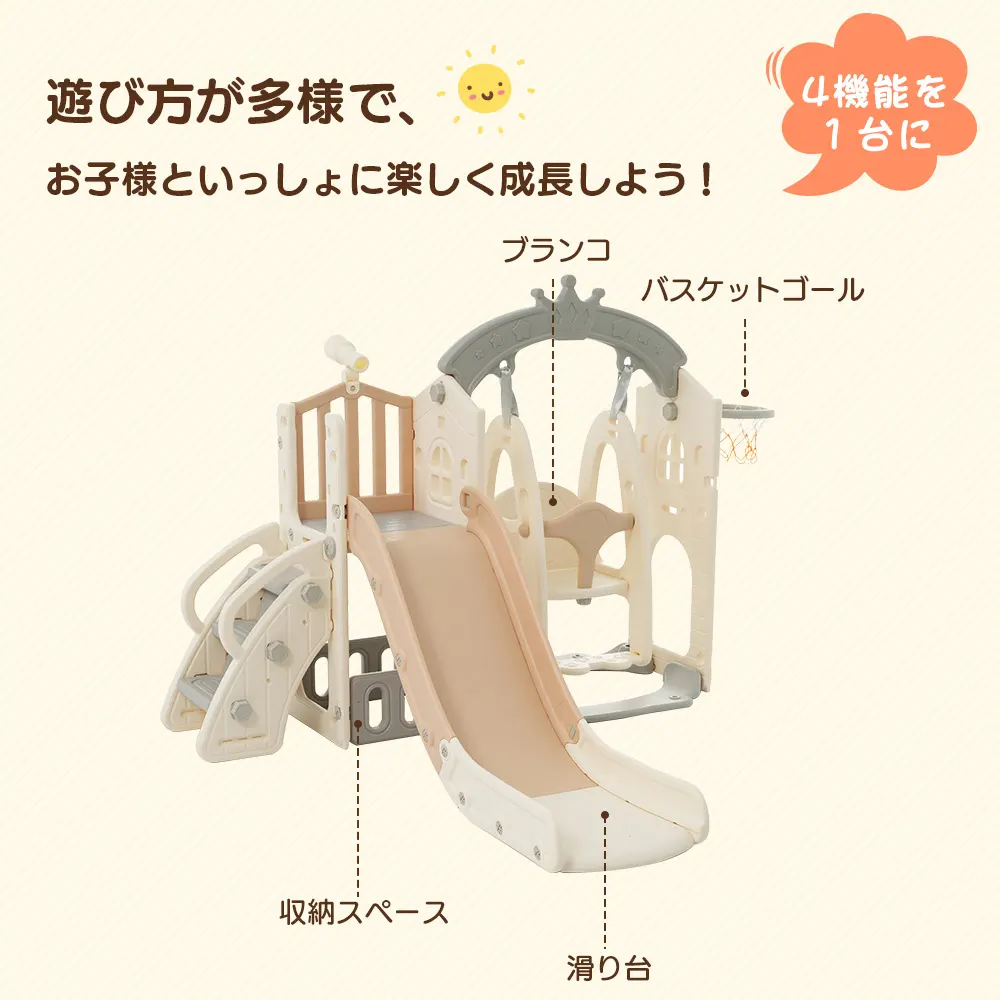 遊び方が多様で、
お子様といっしょに楽しく成長しよう！
4機能を
1台に
ブランコ
バスケットゴール
収納スペース
滑り台